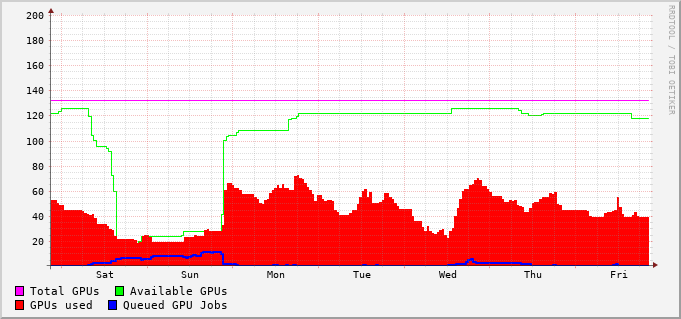 200
180
160
140
120
100
80
60
40
20
Sat Sun Mon Tue Wed Thu Fri
Total GPUs Available GPUs
GPUs used Queued GPU Jobs
RRDTOOL / TOBI OETIKER